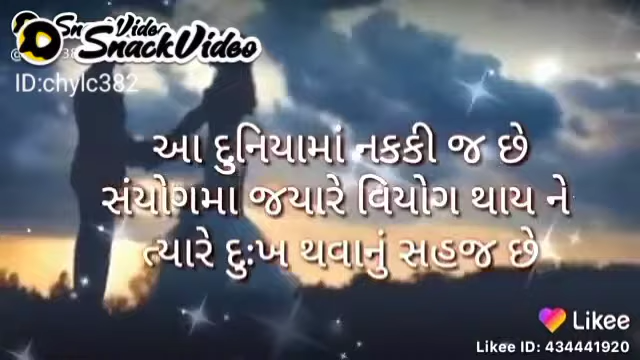 SnackVideo
ID:chylc382
આ દુનિયામાં નકકી જ છે
સંયોગમા જયારે વિયોગ થાય ને
ત્યારે દુઃખ થવાનું સહજ છે
Likee
Likee ID: 434441920